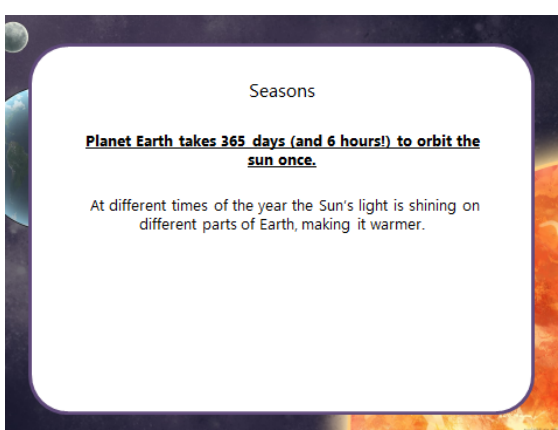 Seasons
Planet Earth takes 365 days (and 6 hours!) to orbit the
sun once.
At different times of the year the Sun's light is shining on
different parts of Earth, making it warmer.